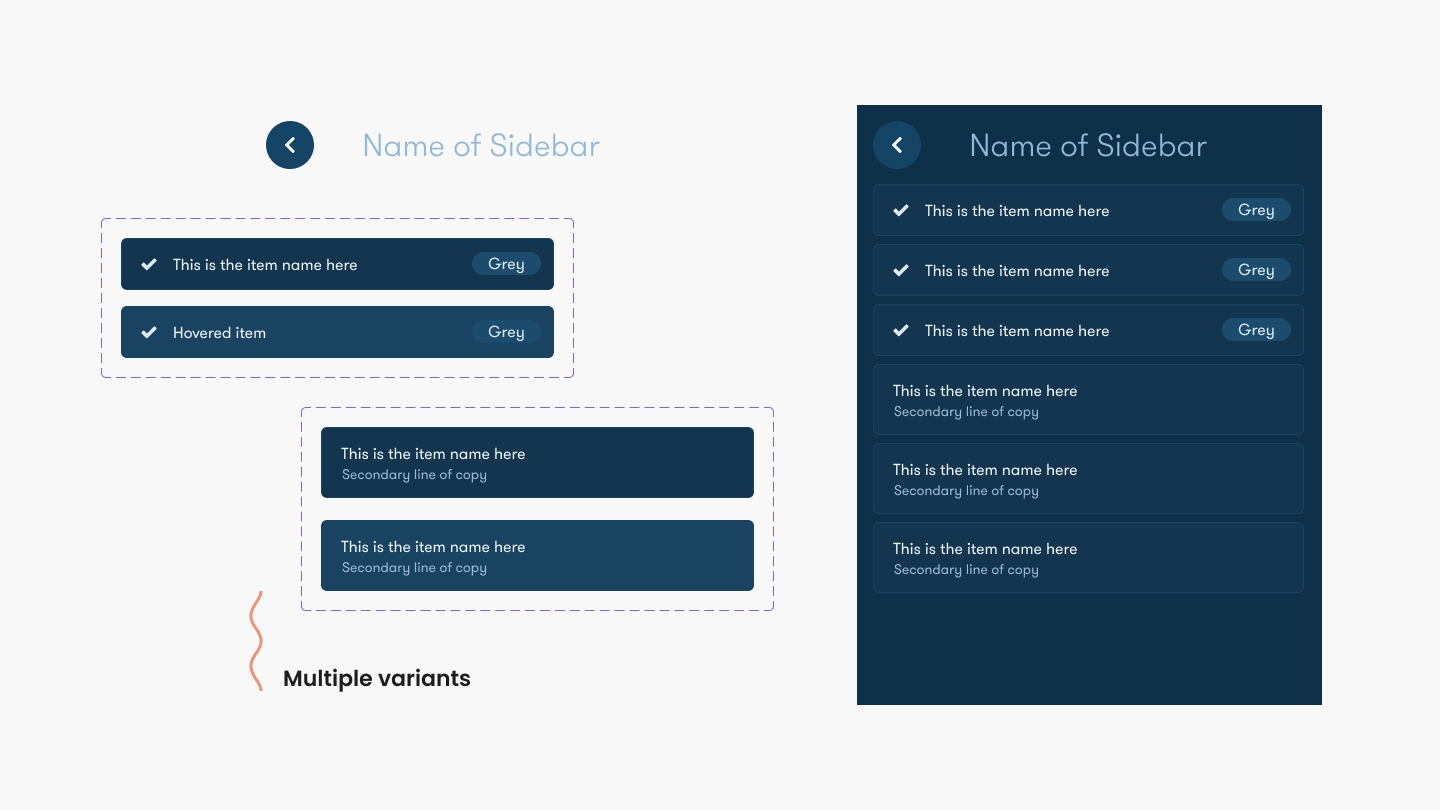 Name of Sidebar
This is the item name here
Grey
Hovered item
Grey
This is the item name here
Secondary line of copy
This is the item name here
Secondary line of copy
Multiple variants
Name of Sidebar
This is the item name here
Grey
This is the item name here
Grey
This is the item name here
Grey
This is the item name here
Secondary line of copy
This is the item name here
Secondary line of copy
This is the item name here
Secondary line of copy